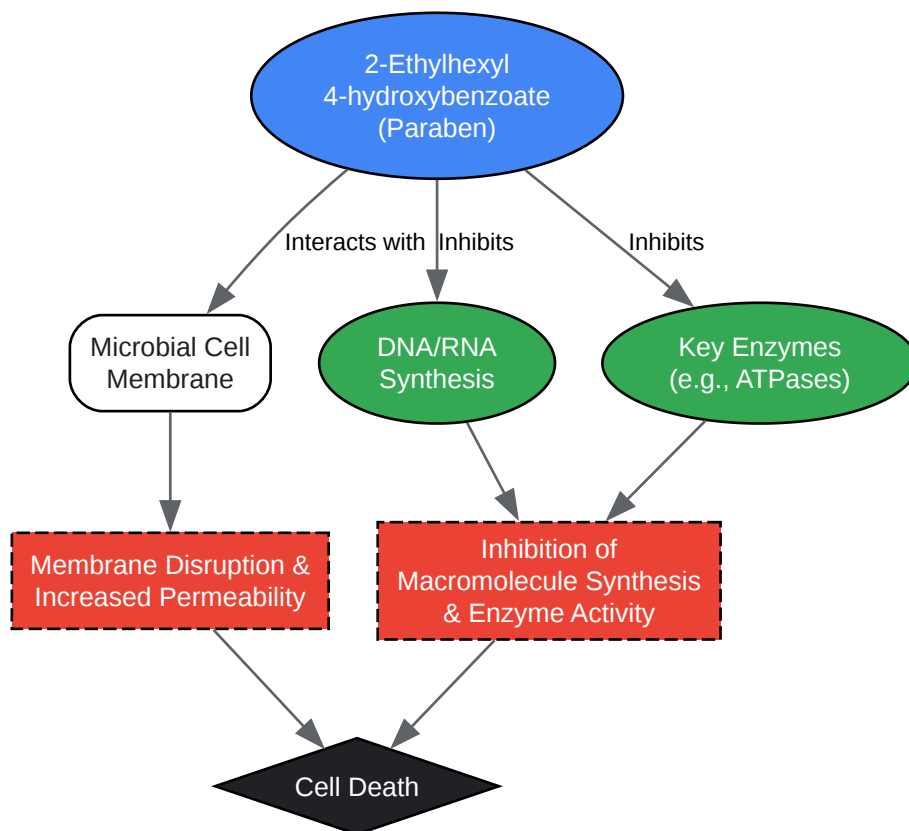 2-Ethylhexyl
4-hydroxybenzoate
(Paraben)
Interacts with
Inhibits
Inhibits
Microbial Cell
Membrane
DNA/RNA
Synthesis
Key Enzymes
(e.g., ATPases)
Membrane Disruption &
Increased Permeability
Inhibition of
Macromolecule Synthesis
& Enzyme Activity
Cell Death